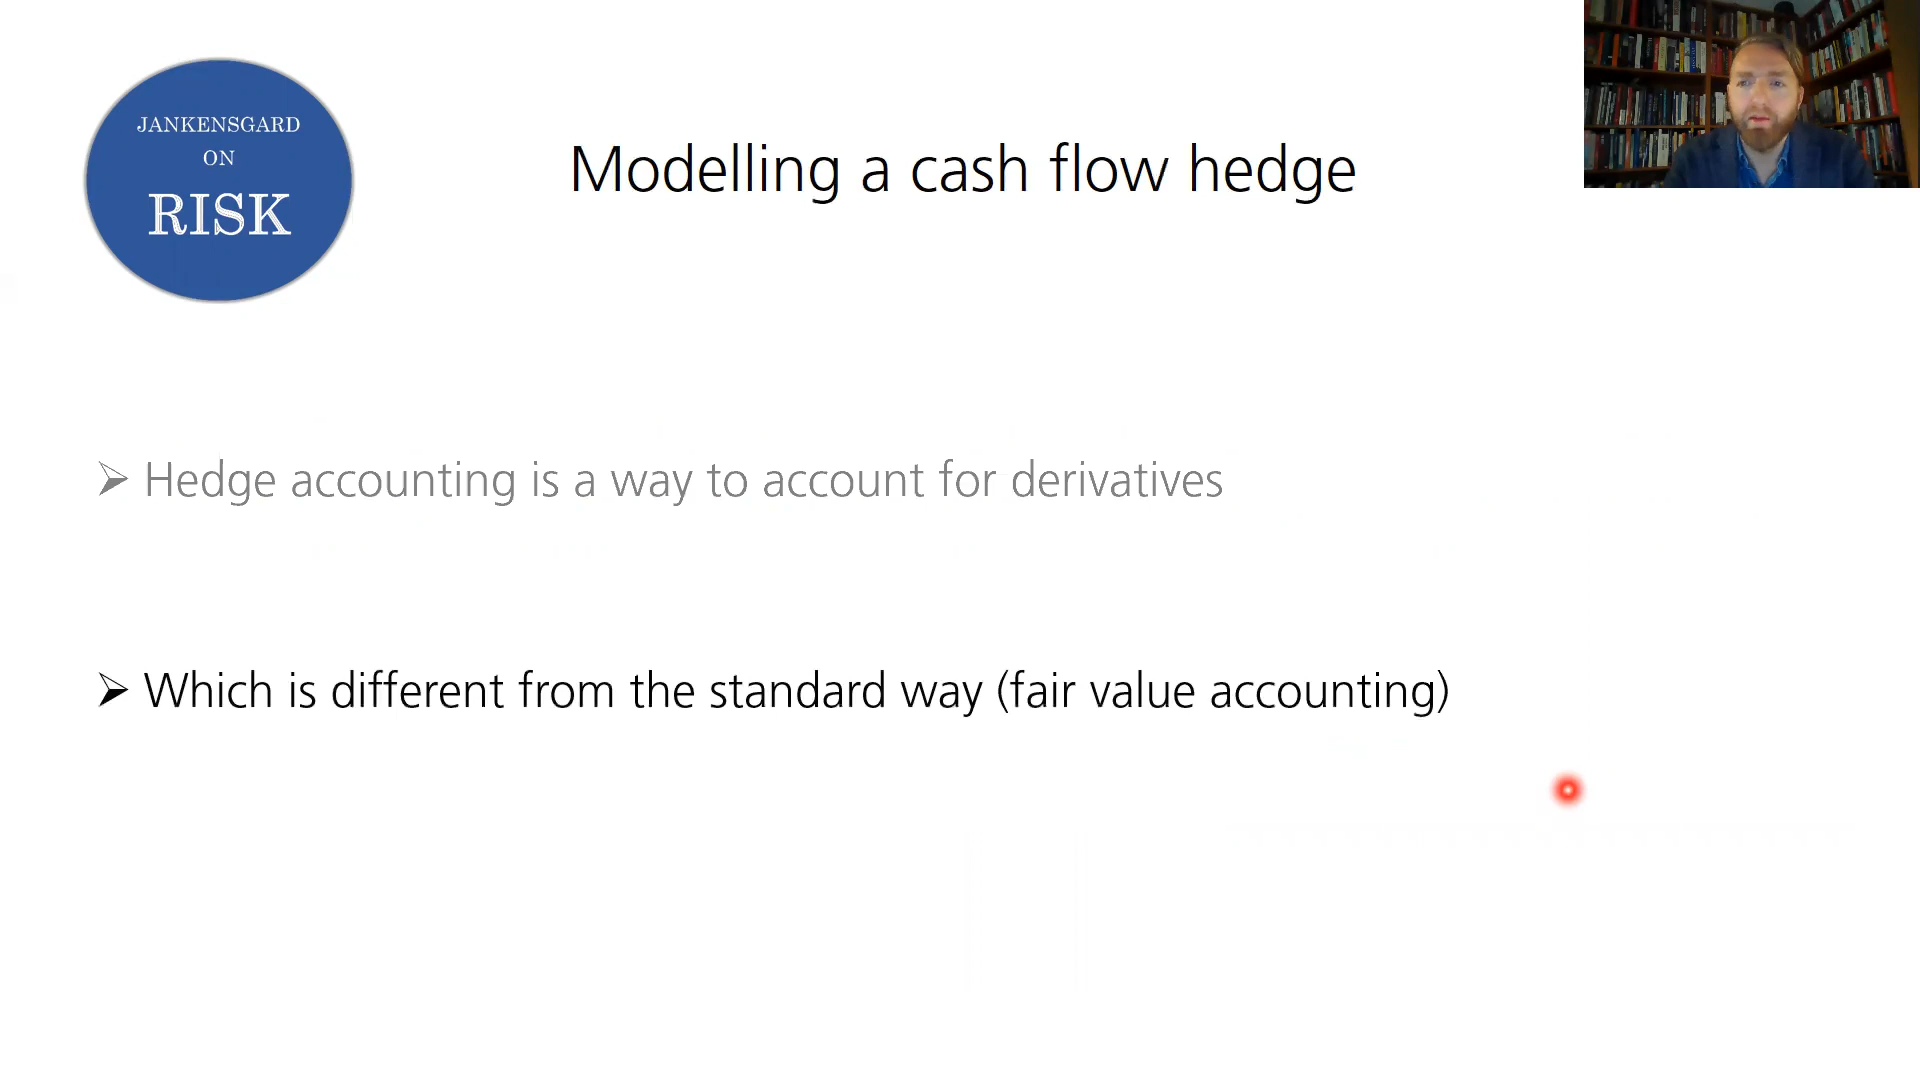 JANKENSGARD
ON
RISK
Modelling a cash flow hedge
Hedge accounting is a way to account for derivatives
Which is different from the standard way (fair value accounting)